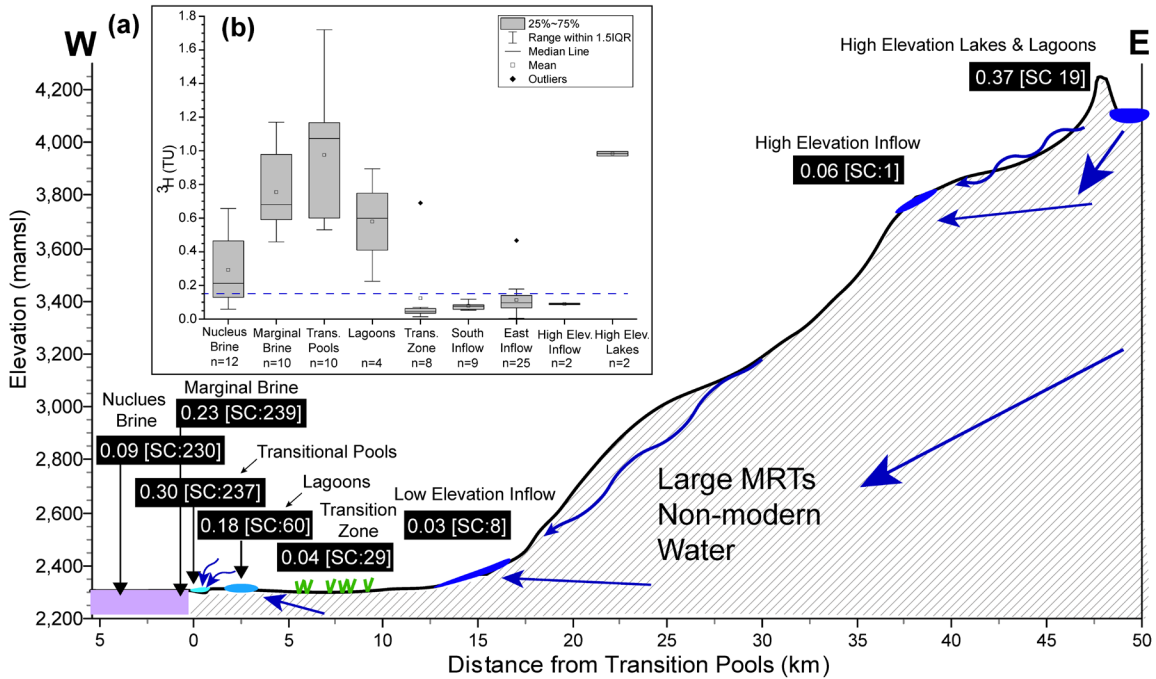 W
(a)
(b)
E
25%~75%
Range within 1.5IQR
Median Line
Mean
Outliers
³H (TU)
1.8
1.6
1.4
1.2
1.0
0.8
0.6
0.4
0.2
0.0
Nucleus
Brine
n=12
Marginal
Brine
n=10
Trans.
Pools
n=10
Lagoons
n=4
Trans.
Zone
n=8
South
Inflow
n=9
East
Inflow
n=25
High Elev.
Inflow
n=2
High Elev.
Lakes
n=2
High Elevation Lakes & Lagoons
0.37 [SC 19]
High Elevation Inflow
0.06 [SC:1]
Nuclues
Brine
0.09 [SC:230]
Marginal Brine
0.23 [SC:239]
Transitional Pools
0.30 [SC:237]
Lagoons
0.18 [SC:60]
Transition
Zone
0.04 [SC:29]
Low Elevation Inflow
0.03 [SC:8]
Large MRTs
Non-modern
Water
Elevation (mamsl)
4,200
4,000
3,800
3,600
3,400
3,200
3,000
2,800
2,600
2,400
2,200
5 0 5 10 15 20 25 30 35 40 45 50
Distance from Transition Pools (km)